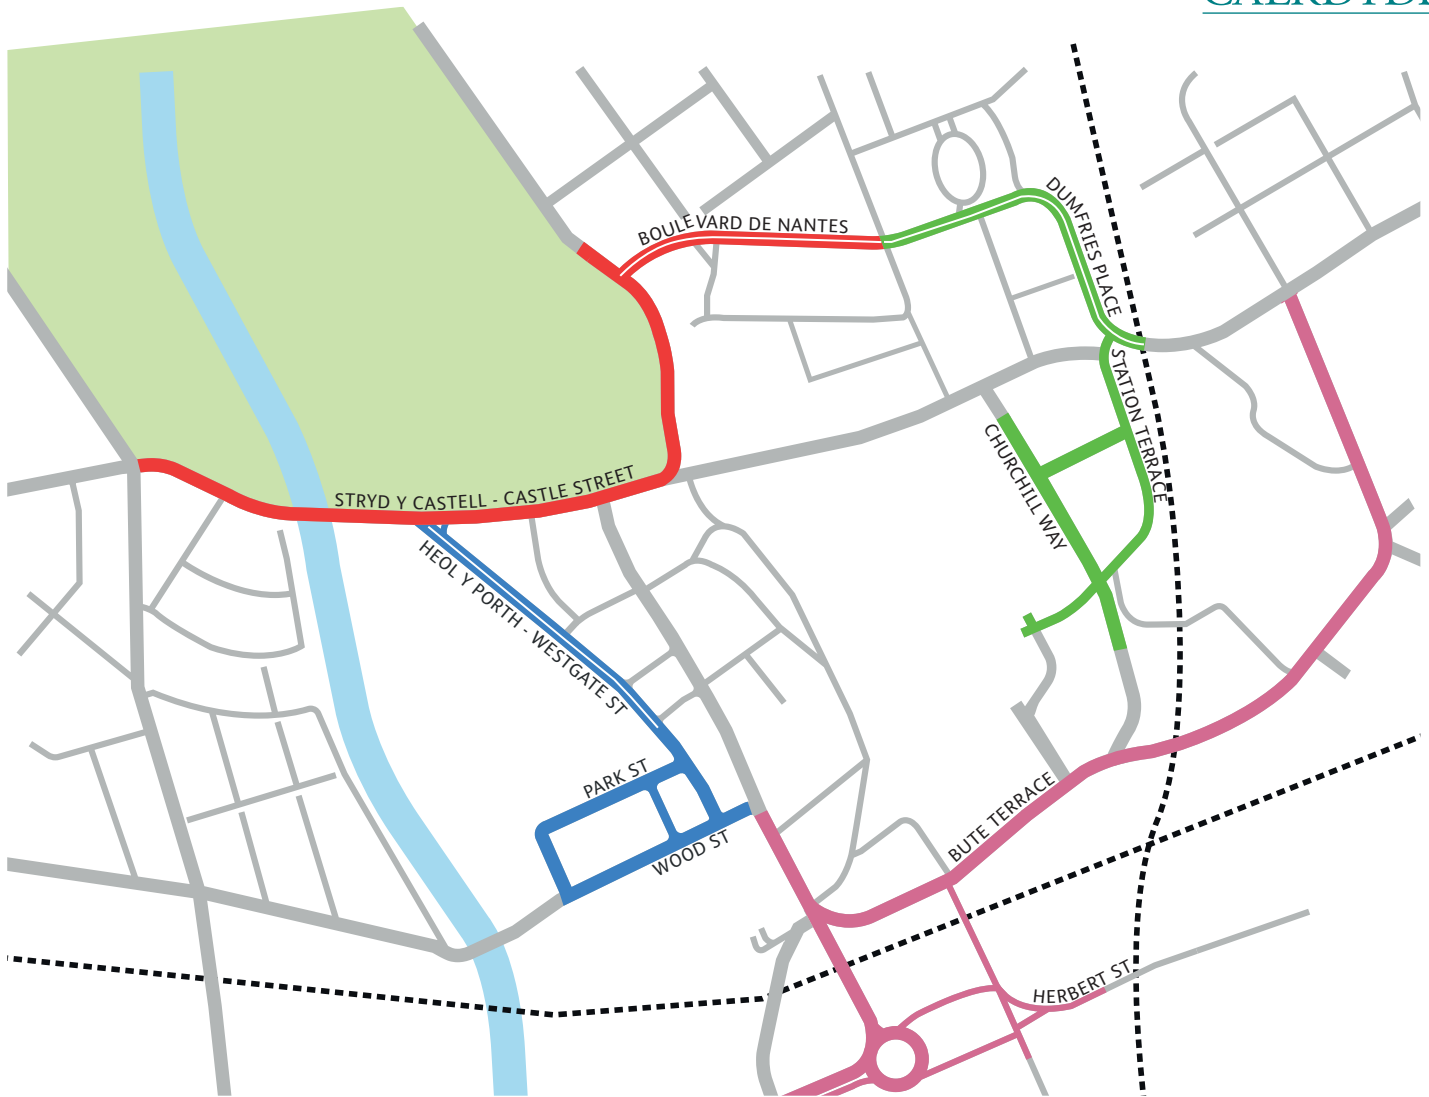 BOULEVARD DE NANTES
DUMFRIES PLACE
STATION TERRACE
CHURCHILL WAY
STRYD Y CASTELL - CASTLE STREET
HEOL Y PORTH - WESTGATE ST
PARK ST
WOOD ST
BUTE TERRACE
HERBERT ST